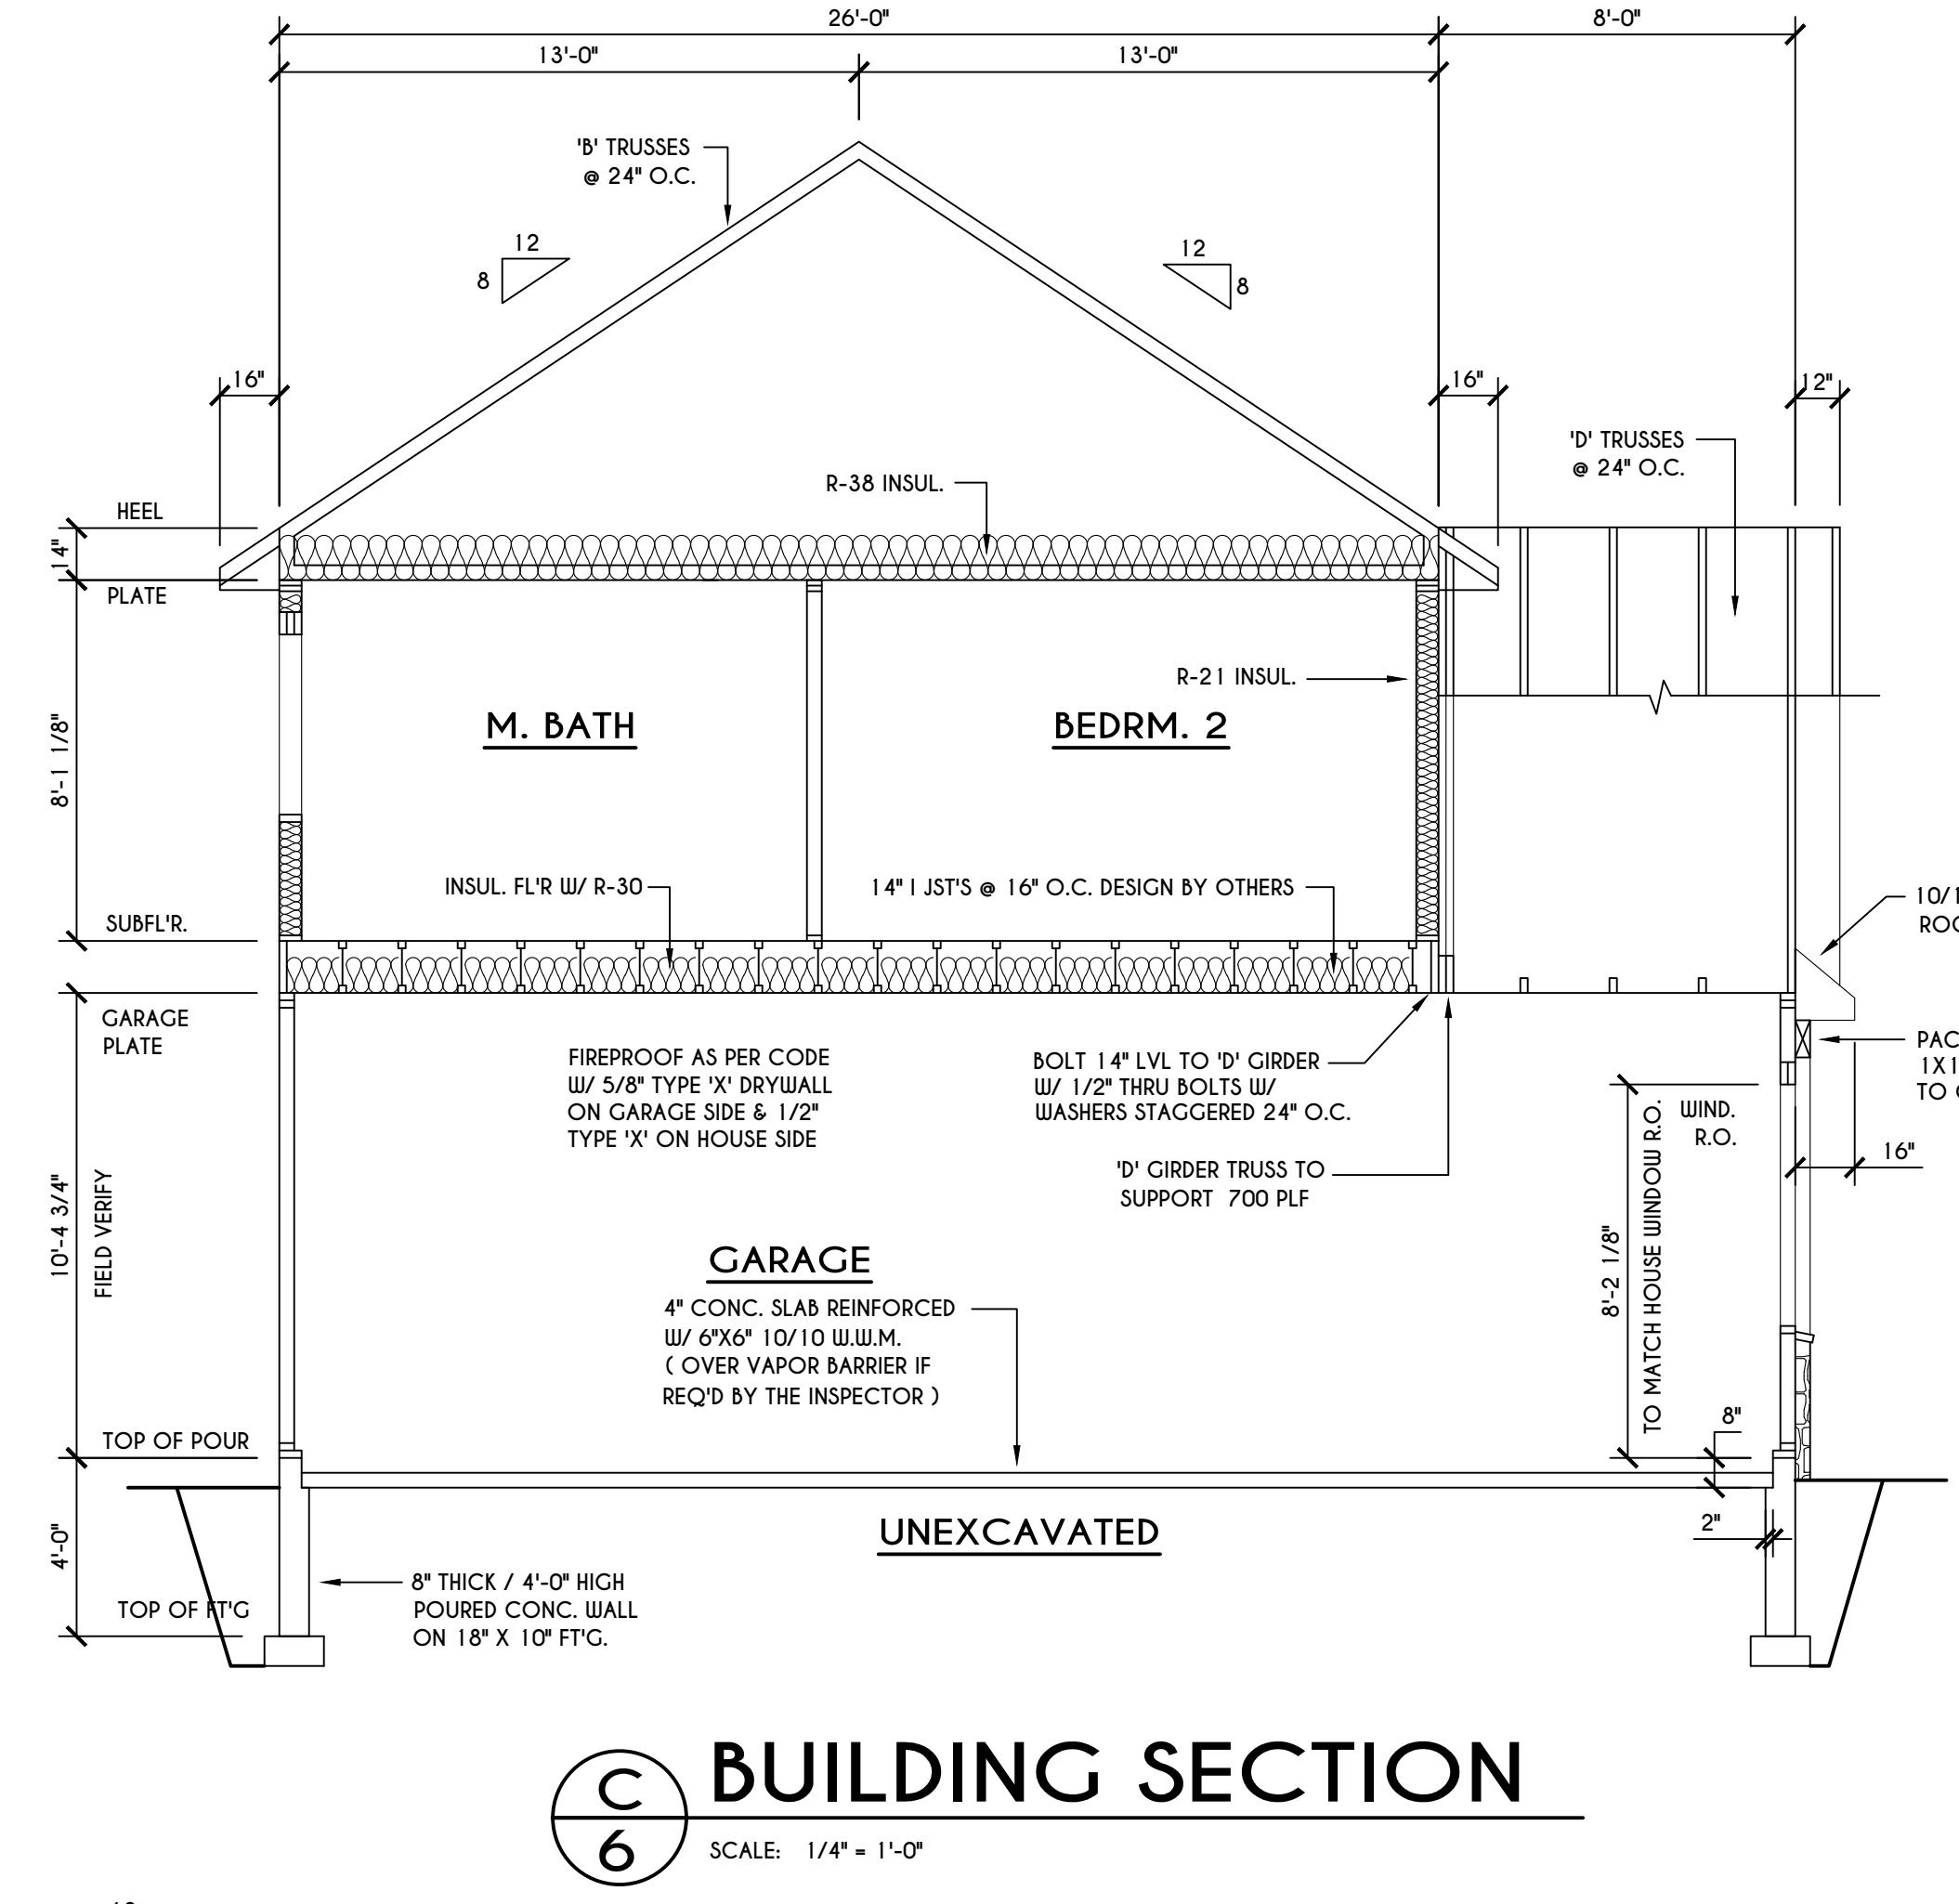 26'-0"
8'-0"
13'-0"
13'-0"
'B' TRUSSES
@ 24" O.C.
12
8
12
8
16"
16"
12"
'D' TRUSSES
@ 24" O.C.
R-38 INSUL.
HEEL
14"
PLATE
R-21 INSUL.
M. BATH
BEDRM. 2
8'-1 1/8"
INSUL. FL'R W/ R-30
14" I JST'S @ 16" O.C. DESIGN BY OTHERS
SUBFL'R.
GARAGE
PLATE
FIREPROOF AS PER CODE
W/ 5/8" TYPE 'X' DRYWALL
ON GARAGE SIDE & 1/2"
TYPE 'X' ON HOUSE SIDE
BOLT 14" LVL TO 'D' GIRDER
W/ 1/2" THRU BOLTS W/
WASHERS STAGGERED 24" O.C.
WIND.
R.O.
'D' GIRDER TRUSS TO
SUPPORT 700 PLF
16"
10'-4 3/4"
FIELD VERIFY
8'-2 1/8"
TO MATCH HOUSE WINDOW R.O.
GARAGE
4" CONC. SLAB REINFORCED
W/ 6"X6" 10/10 W.W.M.
( OVER VAPOR BARRIER IF
REQ'D BY THE INSPECTOR )
8"
TOP OF POUR
UNEXCAVATED
2"
4'-0"
TOP OF FT'G
8" THICK / 4'-0" HIGH
POURED CONC. WALL
ON 18" X 10" FT'G.
C
6
BUILDING SECTION
SCALE: 1/4" = 1'-0"